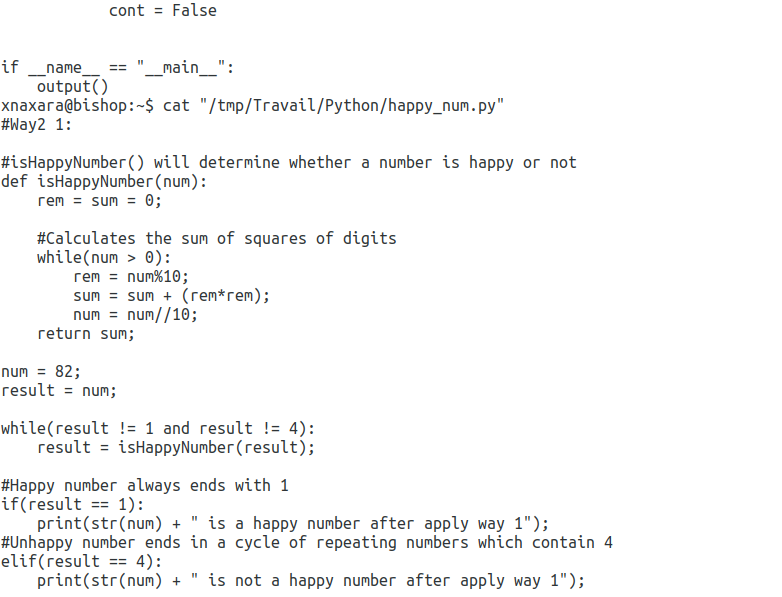 cont = False


if __name__ == "__main__":
    output()
xnaxara@bishop:~$ cat "/tmp/Travail/Python/happy_num.py"
#Way2 1:

#isHappyNumber() will determine whether a number is happy or not
def isHappyNumber(num):
    rem = sum = 0;

    #Calculates the sum of squares of digits
    while(num > 0):
        rem = num%10;
        sum = sum + (rem*rem);
        num = num//10;
    return sum;

num = 82;
result = num;

while(result != 1 and result != 4):
    result = isHappyNumber(result);

#Happy number always ends with 1
if(result == 1):
    print(str(num) + " is a happy number after apply way 1");
#Unhappy number ends in a cycle of repeating numbers which contain 4
elif(result == 4):
    print(str(num) + " is not a happy number after apply way 1");